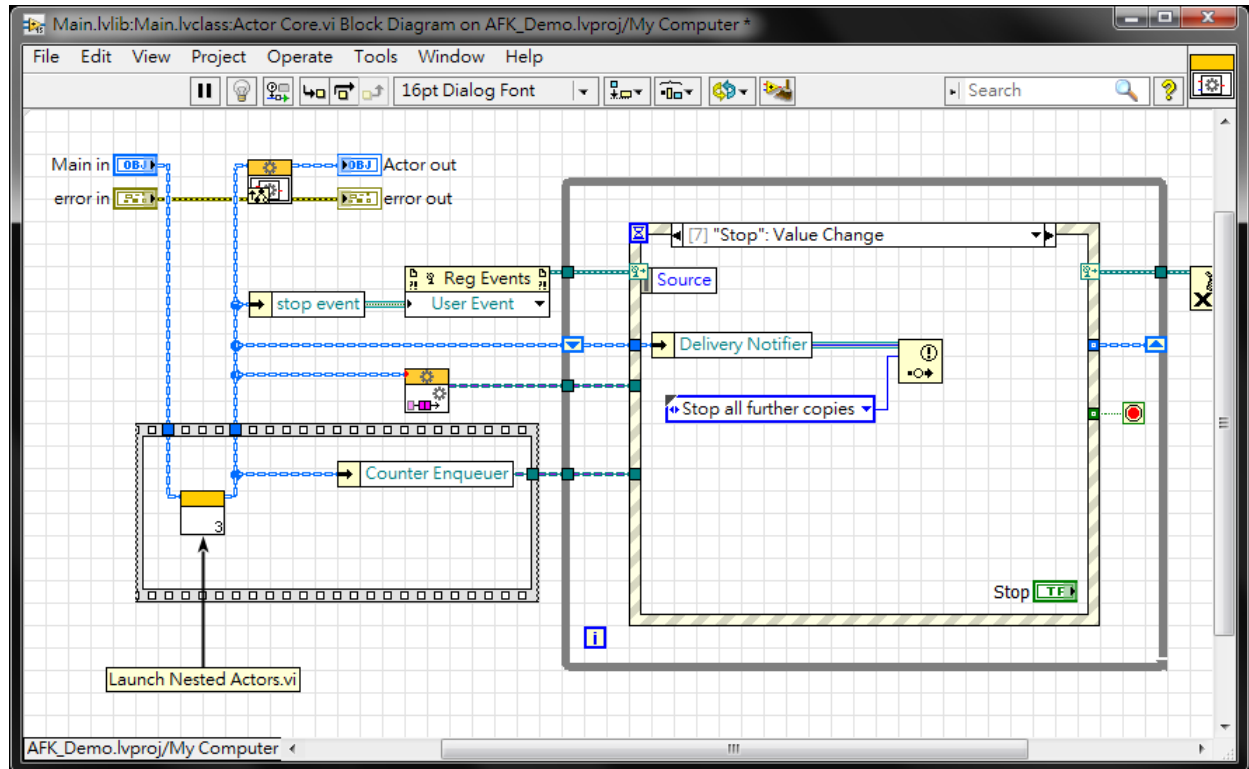 Main.lvlib:Main.lvclass:Actor Core.vi Block Diagram on AFK_Demo.lvproj/My Computer *
File Edit View Project Operate Tools Window Help
16pt Dialog Font
Search
Main in
OBJ
OBJ
Actor out
error in
error out
[7] "Stop": Value Change
Reg Events
Source
stop event
User Event
Delivery Notifier
Stop all further copies
Counter Enqueuer
3
Stop
TF
i
Launch Nested Actors.vi
AFK_Demo.lvproj/My Computer